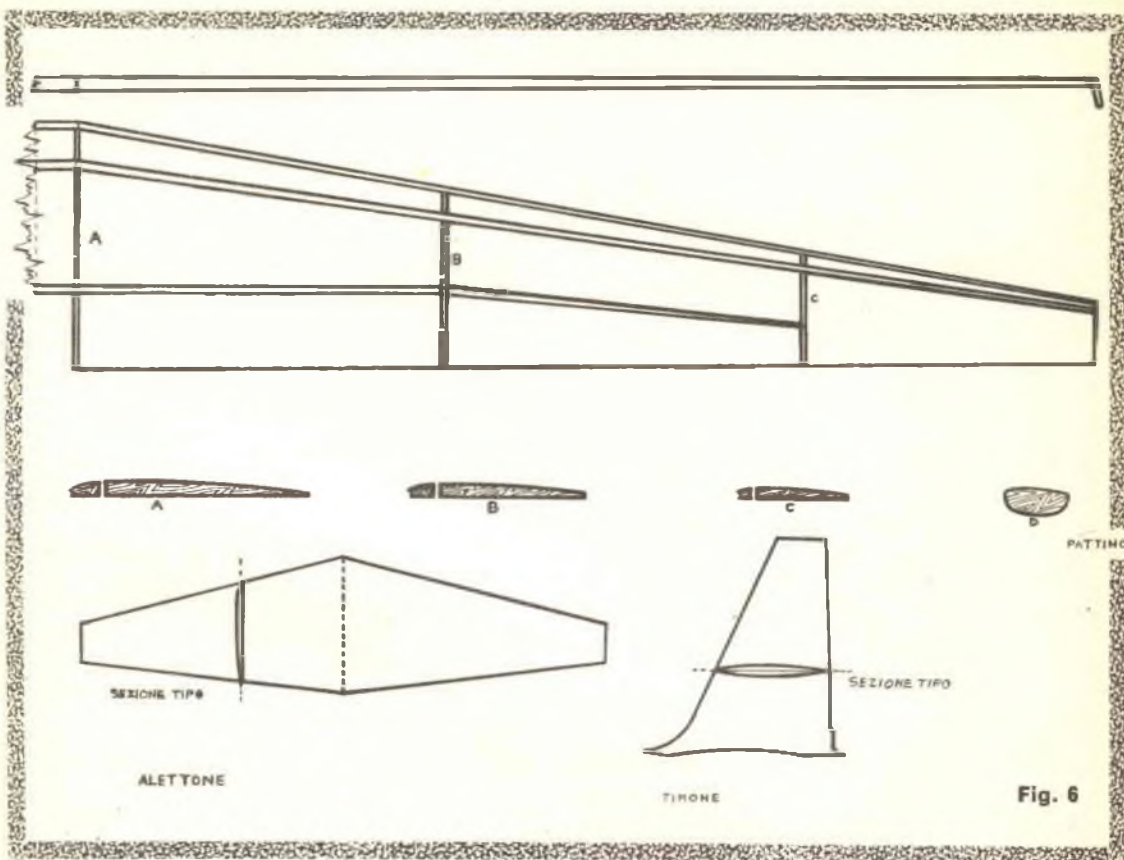 A
B
C
A
B
C
D
PATTINO
SEZIONE TIPO
SEZIONE TIPO
ALETTONE
TIMONE
Fig. 6